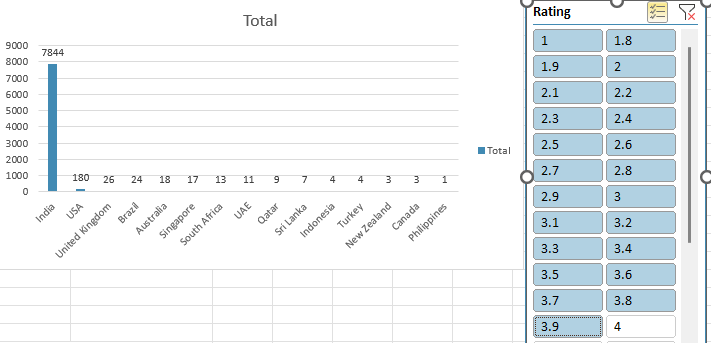 Total
9000
8000
7000
6000
5000
4000
3000
2000
1000
0
7844
180
26
24
18
17
13
11
9
7
4
4
3
3
1
India
USA
United Kingdom
Brazil
Australia
Singapore
South Africa
UAE
Qatar
Sri Lanka
Indonesia
Turkey
New Zealand
Canada
Philippines
Total
Rating
1 1.8
1.9 2
2.1 2.2
2.3 2.4
2.5 2.6
2.7 2.8
2.9 3
3.1 3.2
3.3 3.4
3.5 3.6
3.7 3.8
3.9 4